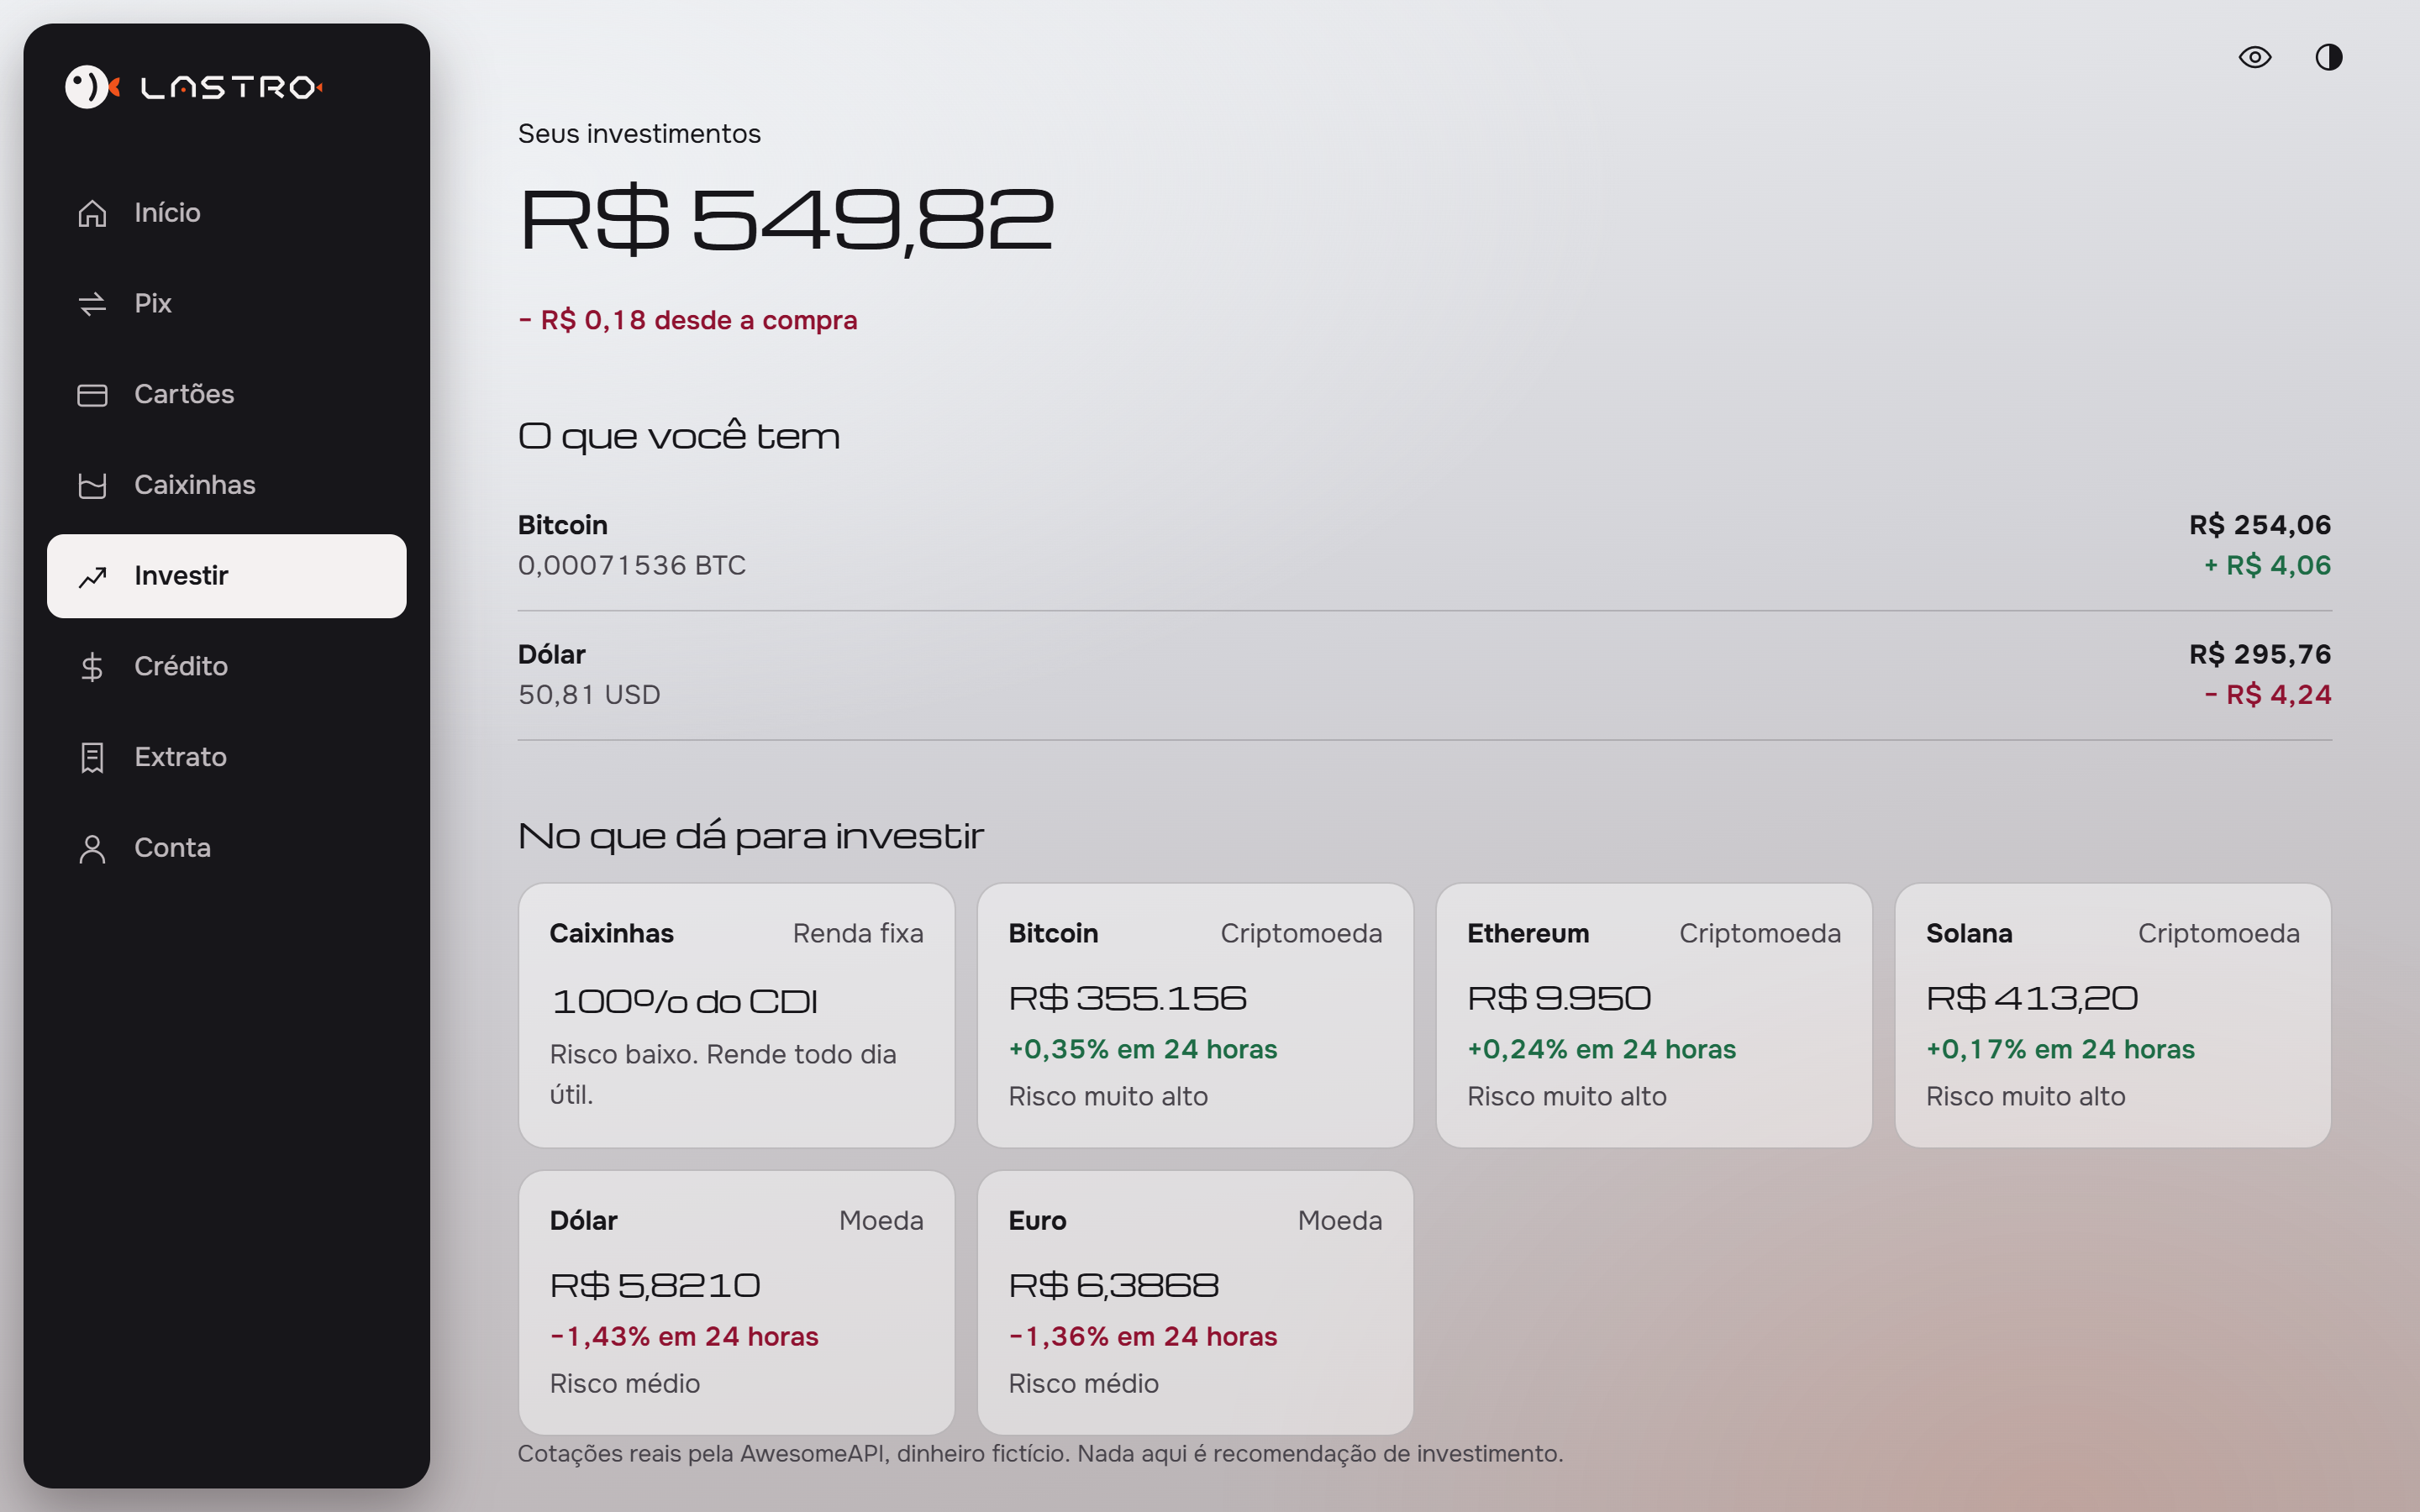 LASTRO
Início
Pix
Cartões
Caixinhas
Investir
Crédito
Extrato
Conta
Seus investimentos
R$ 549,82
− R$ 0,18 desde a compra
O que você tem
Bitcoin
R$ 254,06
0,00071536 BTC
+ R$ 4,06
Dólar
R$ 295,76
50,81 USD
− R$ 4,24
No que dá para investir
Caixinhas
Renda fixa
100% do CDI
Risco baixo. Rende todo dia
útil.
Bitcoin
Criptomoeda
R$ 355.156
+0,35% em 24 horas
Risco muito alto
Ethereum
Criptomoeda
R$ 9.950
+0,24% em 24 horas
Risco muito alto
Solana
Criptomoeda
R$ 413,20
+0,17% em 24 horas
Risco muito alto
Dólar
Moeda
R$ 5,8210
−1,43% em 24 horas
Risco médio
Euro
Moeda
R$ 6,3868
−1,36% em 24 horas
Risco médio
Cotações reais pela AwesomeAPI, dinheiro fictício. Nada aqui é recomendação de investimento.